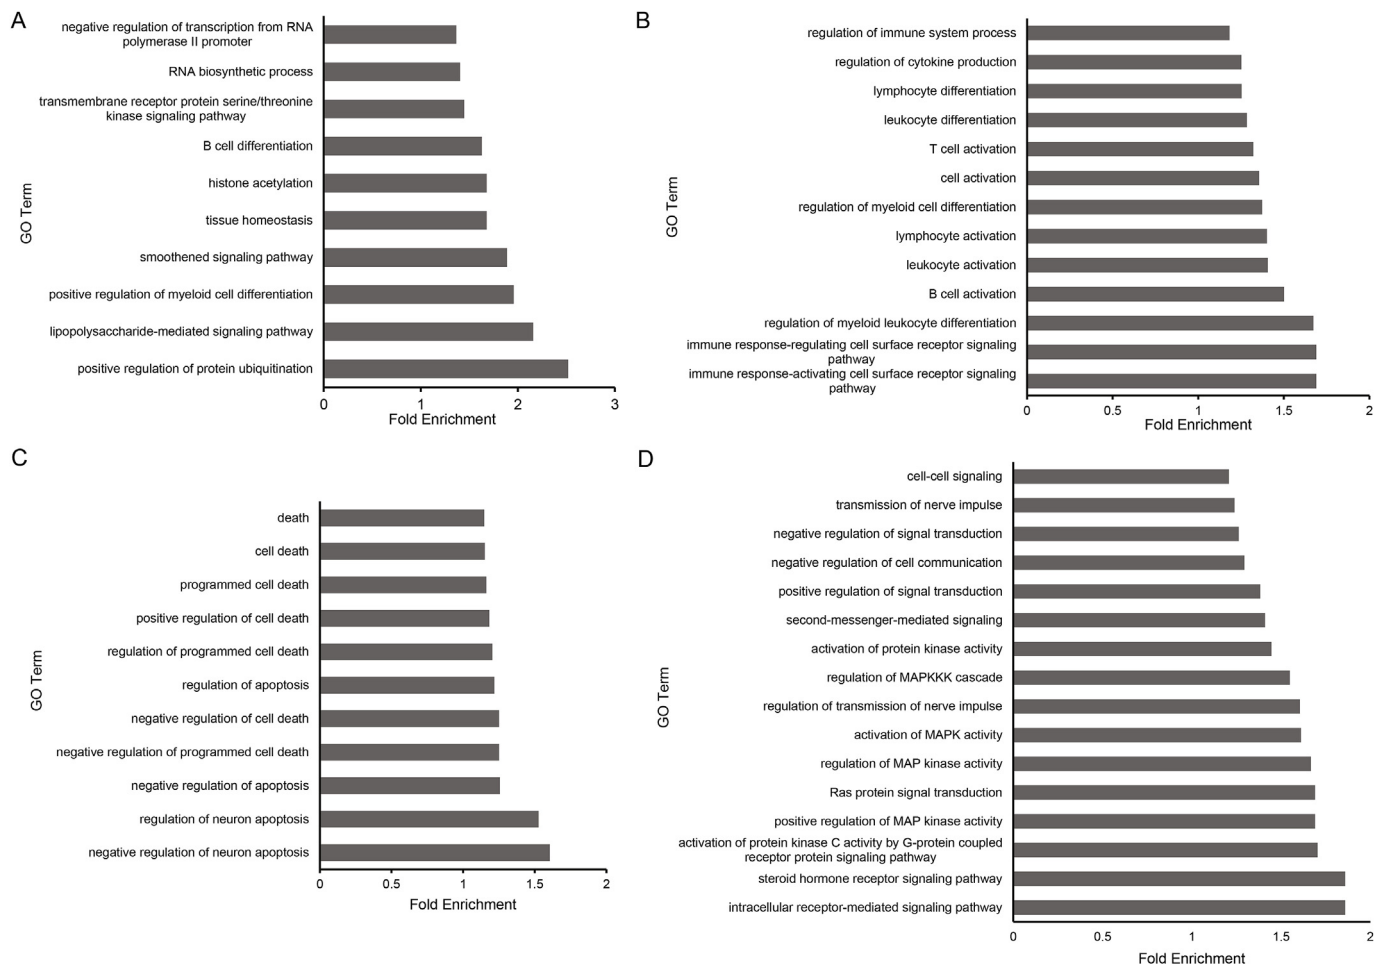 A
negative regulation of transcription from RNA
polymerase II promoter
RNA biosynthetic process
transmembrane receptor protein serine/threonine
kinase signaling pathway
B cell differentiation
histone acetylation
tissue homeostasis
smoothened signaling pathway
positive regulation of myeloid cell differentiation
lipopolysaccharide-mediated signaling pathway
positive regulation of protein ubiquitination
GO Term
0 1 2 3
Fold Enrichment
B
regulation of immune system process
regulation of cytokine production
lymphocyte differentiation
leukocyte differentiation
T cell activation
cell activation
regulation of myeloid cell differentiation
lymphocyte activation
leukocyte activation
B cell activation
regulation of myeloid leukocyte differentiation
immune response-regulating cell surface receptor signaling
pathway
immune response-activating cell surface receptor signaling
pathway
GO Term
0 0.5 1 1.5 2
Fold Enrichment
C
death
cell death
programmed cell death
positive regulation of cell death
regulation of programmed cell death
regulation of apoptosis
negative regulation of cell death
negative regulation of programmed cell death
negative regulation of apoptosis
regulation of neuron apoptosis
negative regulation of neuron apoptosis
GO Term
0 0.5 1 1.5 2
Fold Enrichment
D
cell-cell signaling
transmission of nerve impulse
negative regulation of signal transduction
negative regulation of cell communication
positive regulation of signal transduction
second-messenger-mediated signaling
activation of protein kinase activity
regulation of MAPKKK cascade
regulation of transmission of nerve impulse
activation of MAPK activity
regulation of MAP kinase activity
Ras protein signal transduction
positive regulation of MAP kinase activity
activation of protein kinase C activity by G-protein coupled
receptor protein signaling pathway
steroid hormone receptor signaling pathway
intracellular receptor-mediated signaling pathway
GO Term
0 0.5 1 1.5 2
Fold Enrichment